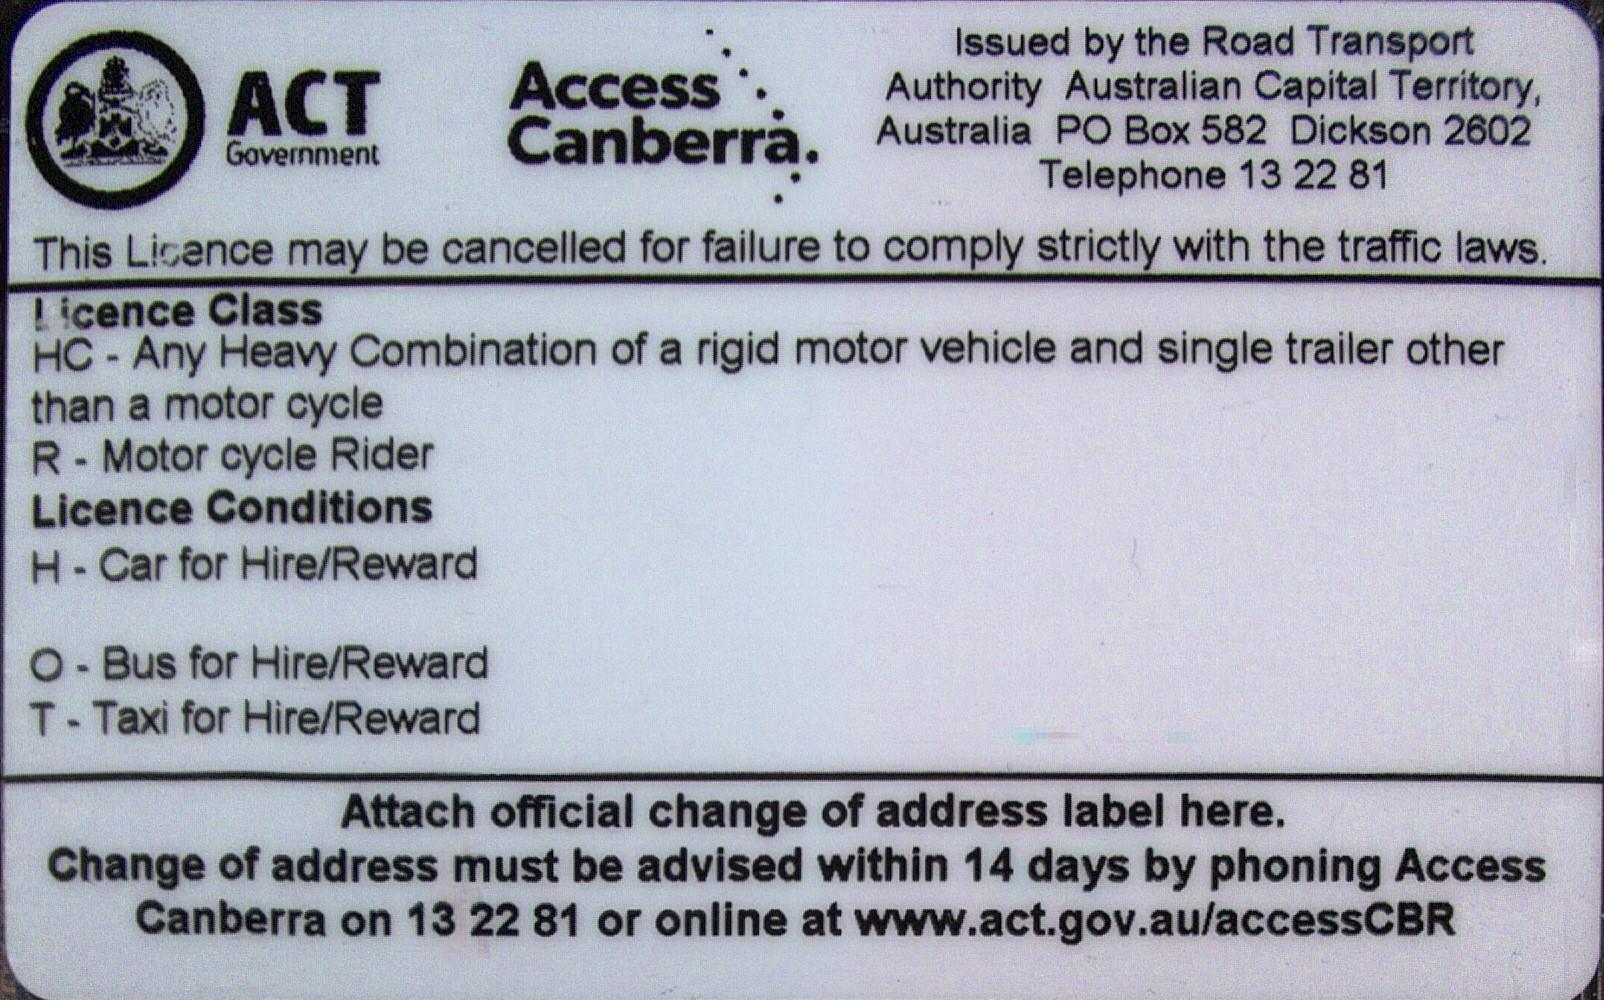 ACT
Government
Access
Canberra.
Issued by the Road Transport
Authority Australian Capital Territory,
Australia PO Box 582 Dickson 2602
Telephone 13 22 81
This Licence may be cancelled for failure to comply strictly with the traffic laws.
Licence Class
HC - Any Heavy Combination of a rigid motor vehicle and single trailer other
than a motor cycle
R - Motor cycle Rider
Licence Conditions
H - Car for Hire/Reward
O - Bus for Hire/Reward
T - Taxi for Hire/Reward
Attach official change of address label here.
Change of address must be advised within 14 days by phoning Access
Canberra on 13 22 81 or online at www.act.gov.au/accessCBR